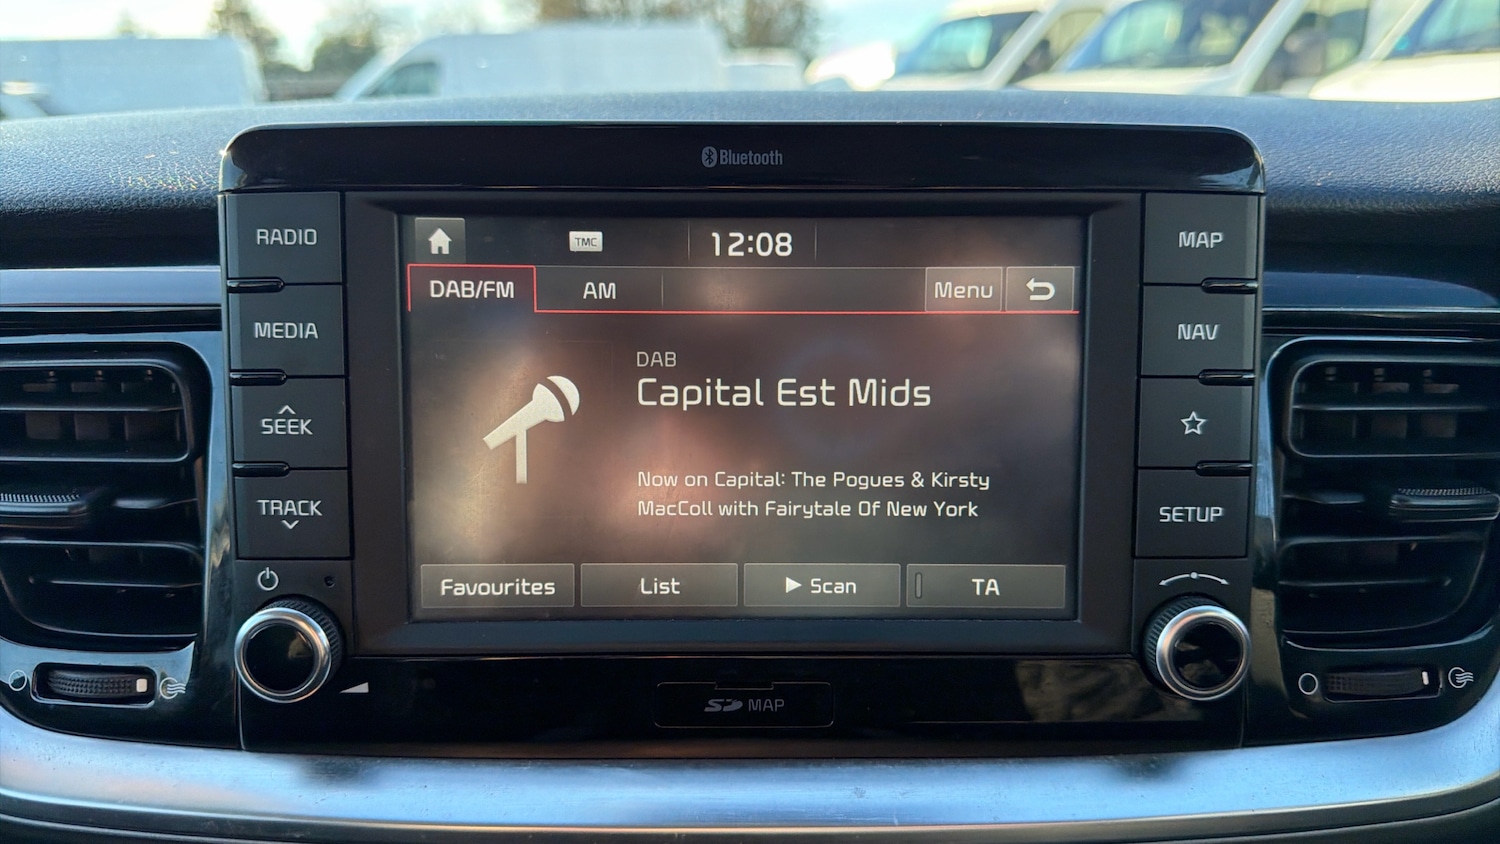 Bluetooth
RADIO
MEDIA
SEEK
TRACK
TMC
12:08
DAB/FM
AM
Menu
DAB
Capital Est Mids
Now on Capital: The Pogues & Kirsty
MacColl with Fairytale Of New York
Favourites
List
Scan
TA
MAP
NAV
SETUP
SD MAP